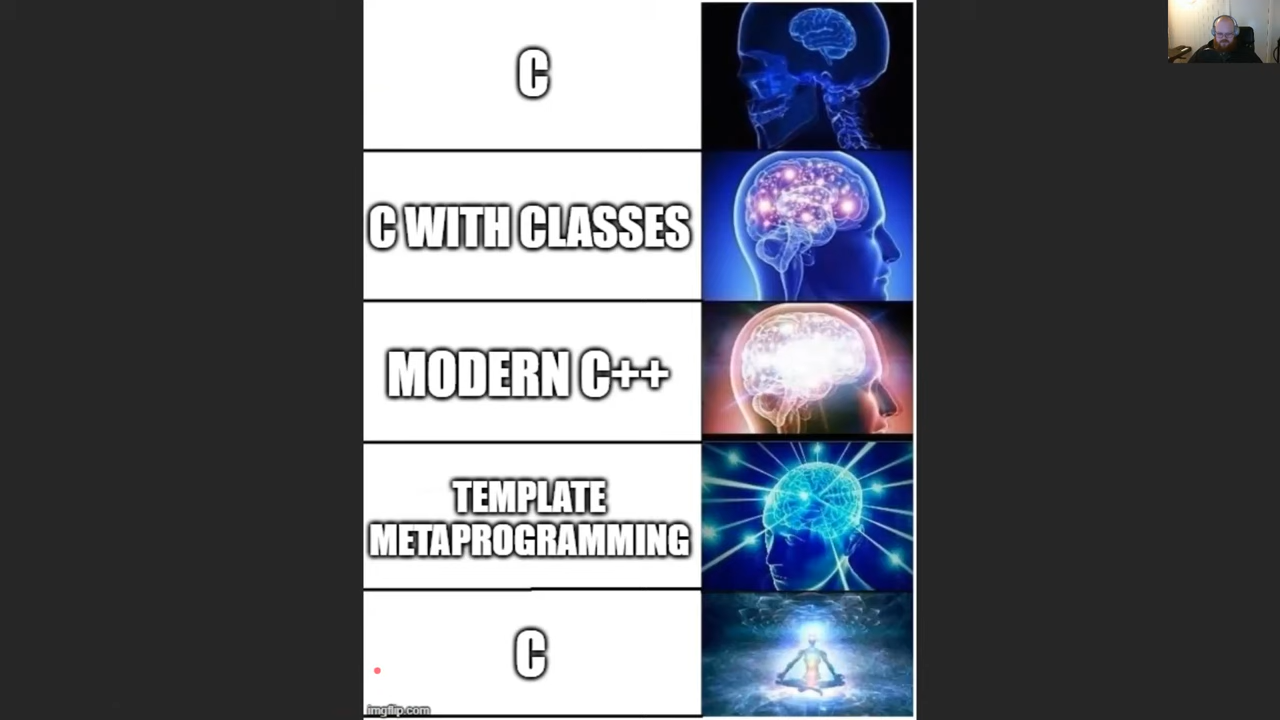 C
C WITH CLASSES
MODERN C++
TEMPLATE
METAPROGRAMMING
C
imgflip.com